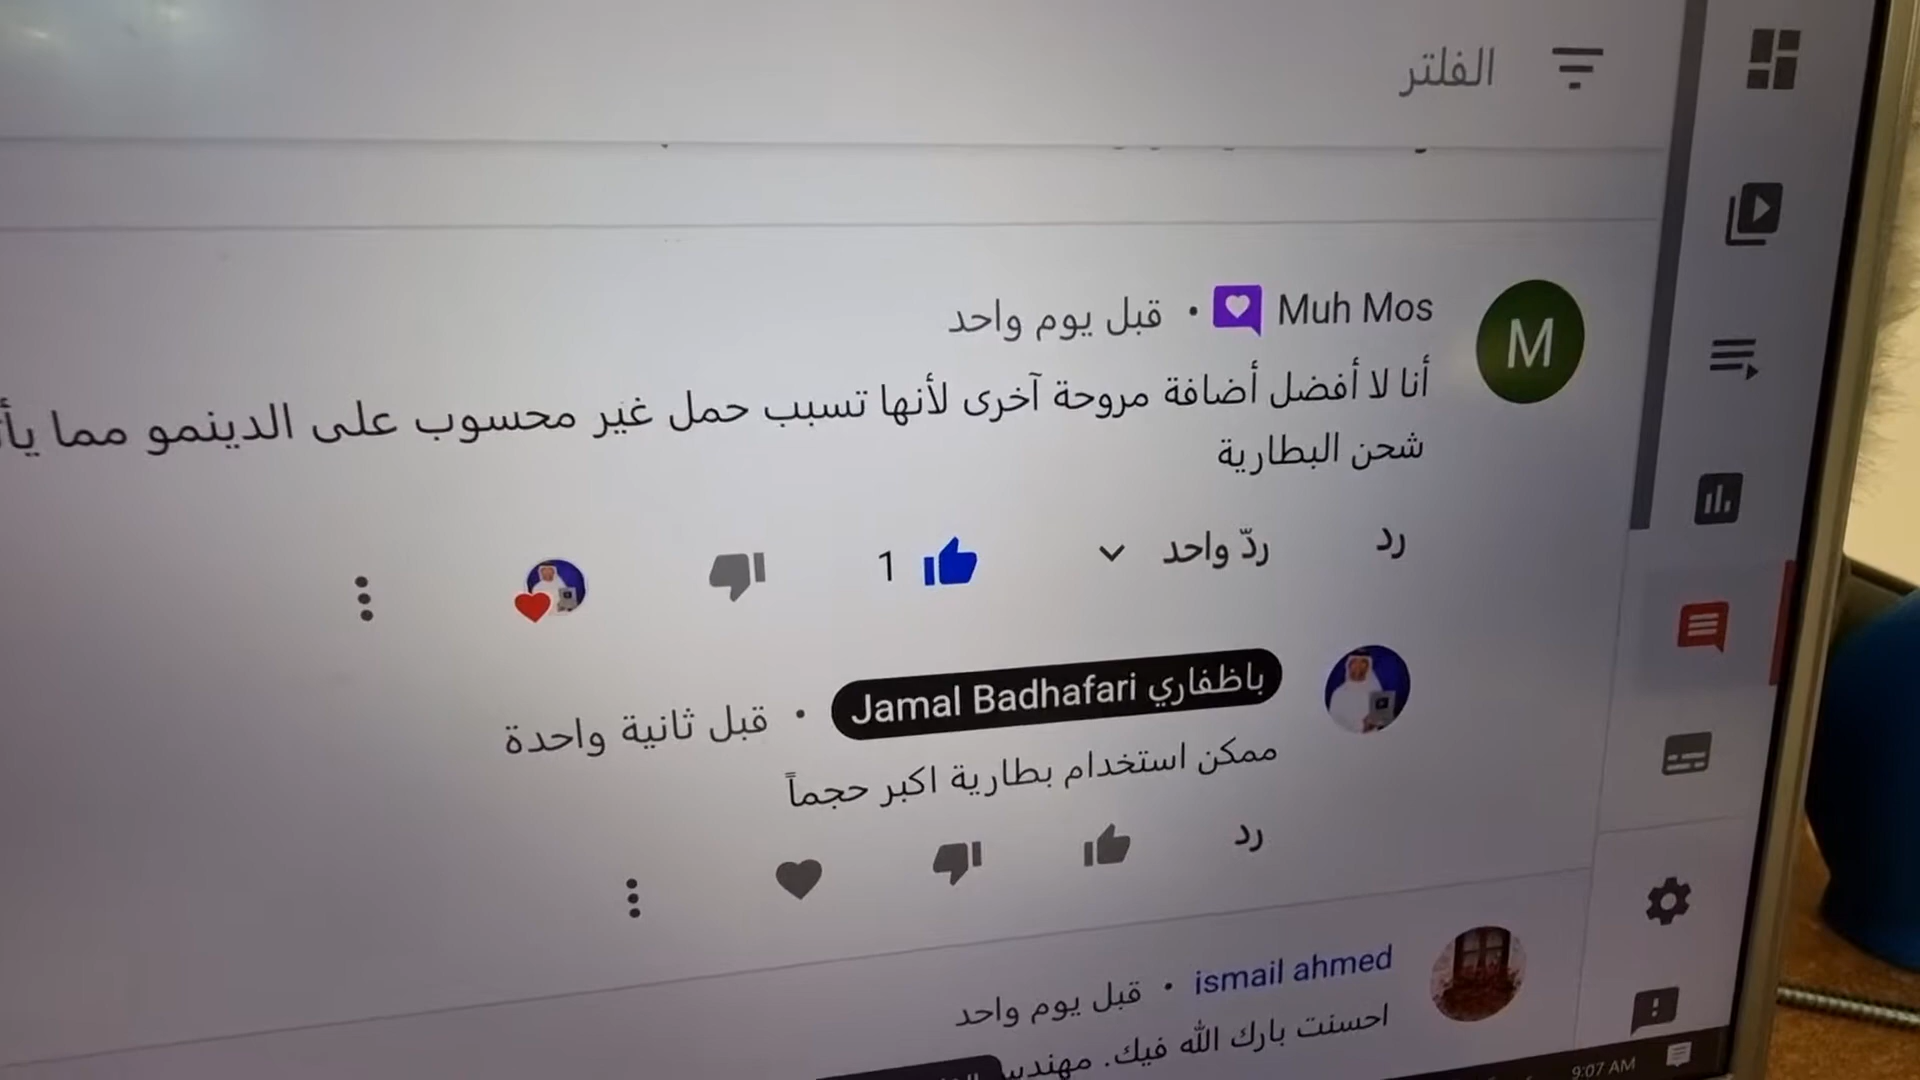 الفلتر
Muh Mos • قبل يوم واحد
M
أنا لا أفضل أضافة مروحة آخرى لأنها تسبب حمل غير محسوب على الدينمو مما
شحن البطارية
رد
ردّ واحد
1
Jamal Badhafari باظفاري • قبل ثانية واحدة
ممكن استخدام بطارية اكبر حجماً
رد
ismail ahmed • قبل يوم واحد
احسنت بارك الله فيك.
9:07 AM